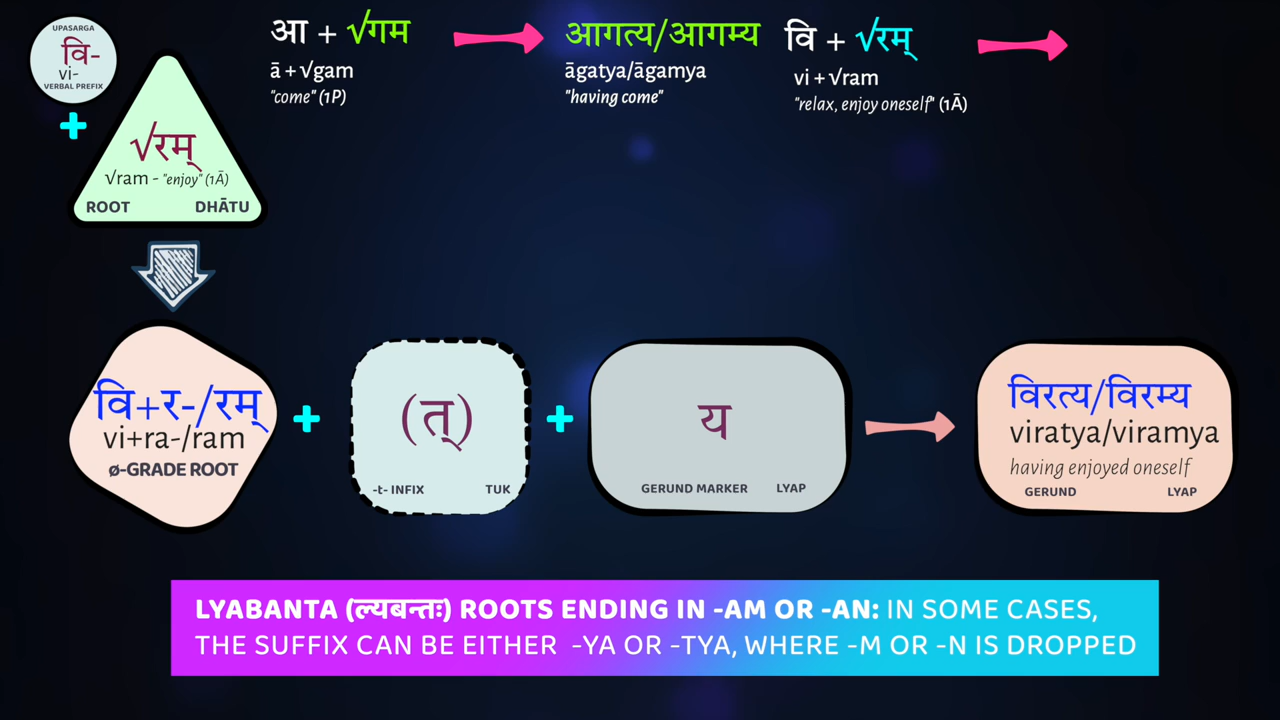 UPASARGA
वि-
vi-
VERBAL PREFIX
+
√रम्
√ram - "enjoy" (1Ā)
ROOT DHĀTU
आ + √गम
ā + √gam
"come" (1P)
आगत्य/आगम्य
āgatya/āgamya
"having come"
वि + √रम्
vi + √ram
"relax, enjoy oneself" (1Ā)
वि+र-/रम्
vi+ra-/ram
ø-GRADE ROOT
+
(त्)
-t- INFIX TUK
+
य
GERUND MARKER LYAP
विरत्य/विरम्य
viratya/viramya
having enjoyed oneself
GERUND LYAP
LYABANTA (ल्यबन्तः) ROOTS ENDING IN -AM OR -AN: IN SOME CASES,
THE SUFFIX CAN BE EITHER -YA OR -TYA, WHERE -M OR -N IS DROPPED